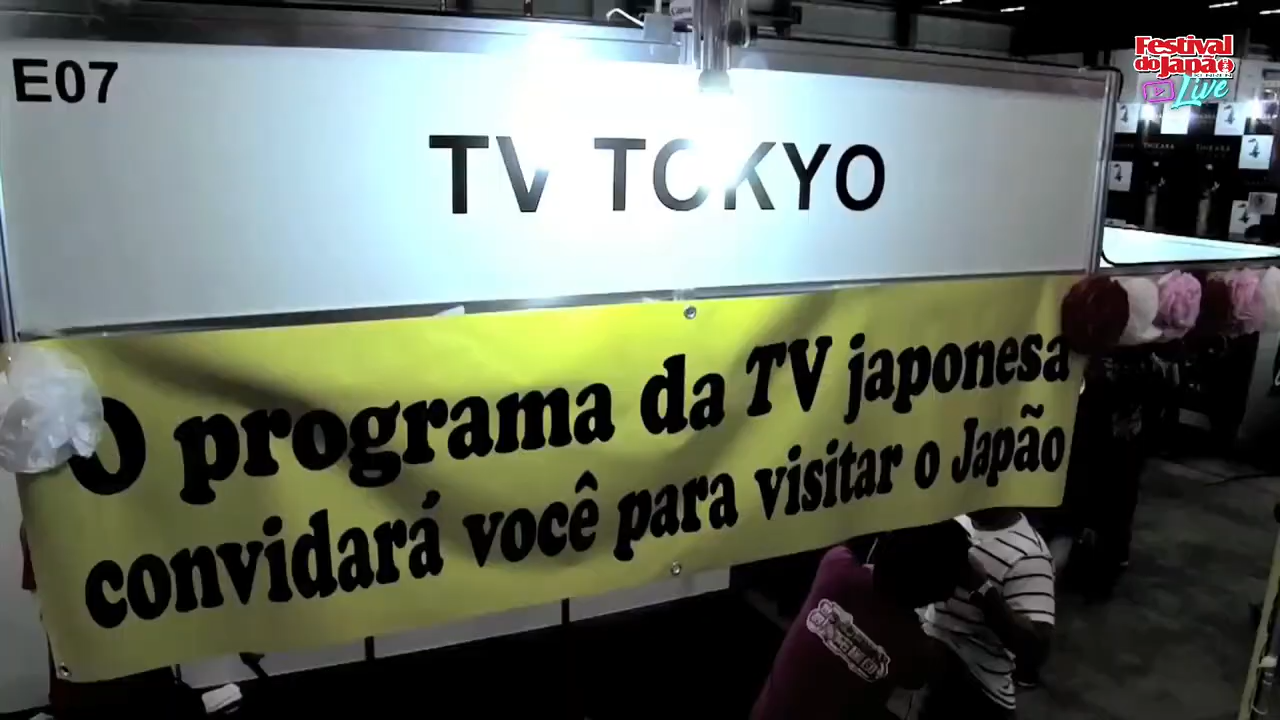 E07
TV TOKYO
O programa da TV japonesa
convidará você para visitar o Japão
Festival
do Japão
Live